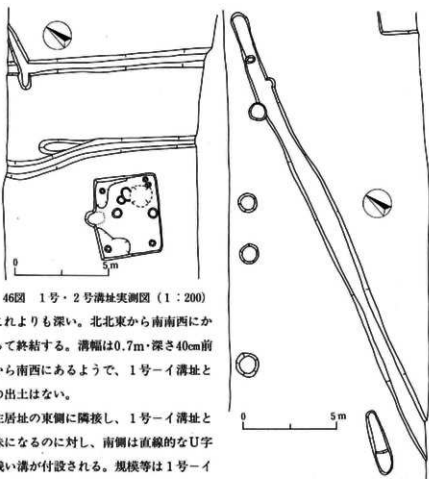 0
5 m
46図 1号・2号溝址実測図(1:200)
れよりも深い。北北東から南南西にか
って終結する。溝幅は0.7m・深さ40cm前
から南西にあるようで、1号ーイ溝址と
の出土はない。
住居址の東側に隣接し、1号ーイ溝址と
になるのに対し、南側は直線的なU字
い溝が付設される。規模等は1号ーイ
0
5 m